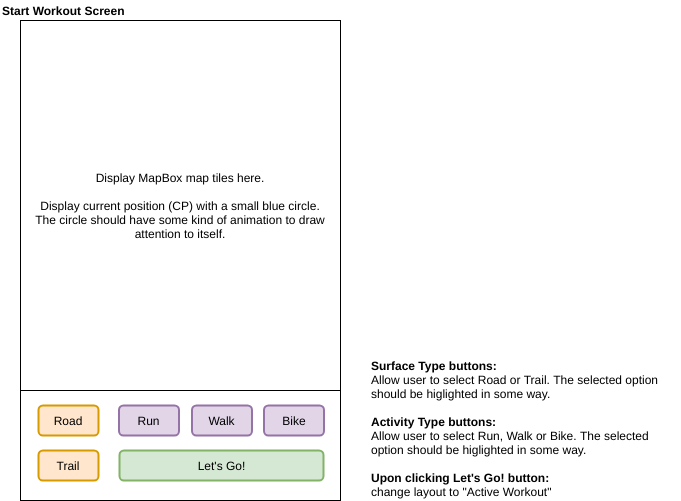 Start Workout Screen
Display MapBox map tiles here.
Display current position (CP) with a small blue circle.
The circle should have some kind of animation to draw
attention to itself.
Surface Type buttons:
Allow user to select Road or Trail. The selected option
should be higlighted in some way.
Road
Run
Walk
Bike
Activity Type buttons:
Allow user to select Run, Walk or Bike. The selected
option should be higlighted in some way.
Trail
Let's Go!
Upon clicking Let's Go! button:
change layout to "Active Workout"